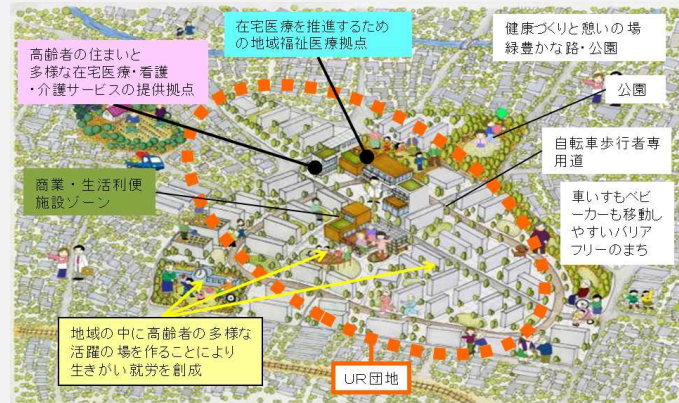 在宅医療を推進するため
の地域福祉医療拠点
健康づくりと憩いの場
緑豊かな路・公園
高齢者の住まいと
多様な在宅医療・看護
・介護サービスの提供拠点
公園
自転車歩行者専
用道
商業・生活利便
施設ゾーン
車いすもベビ
ーカーも移動し
やすいバリア
フリーのまち
地域の中に高齢者の多様な
活躍の場を作ることにより
生きがい就労を創成
UR団地